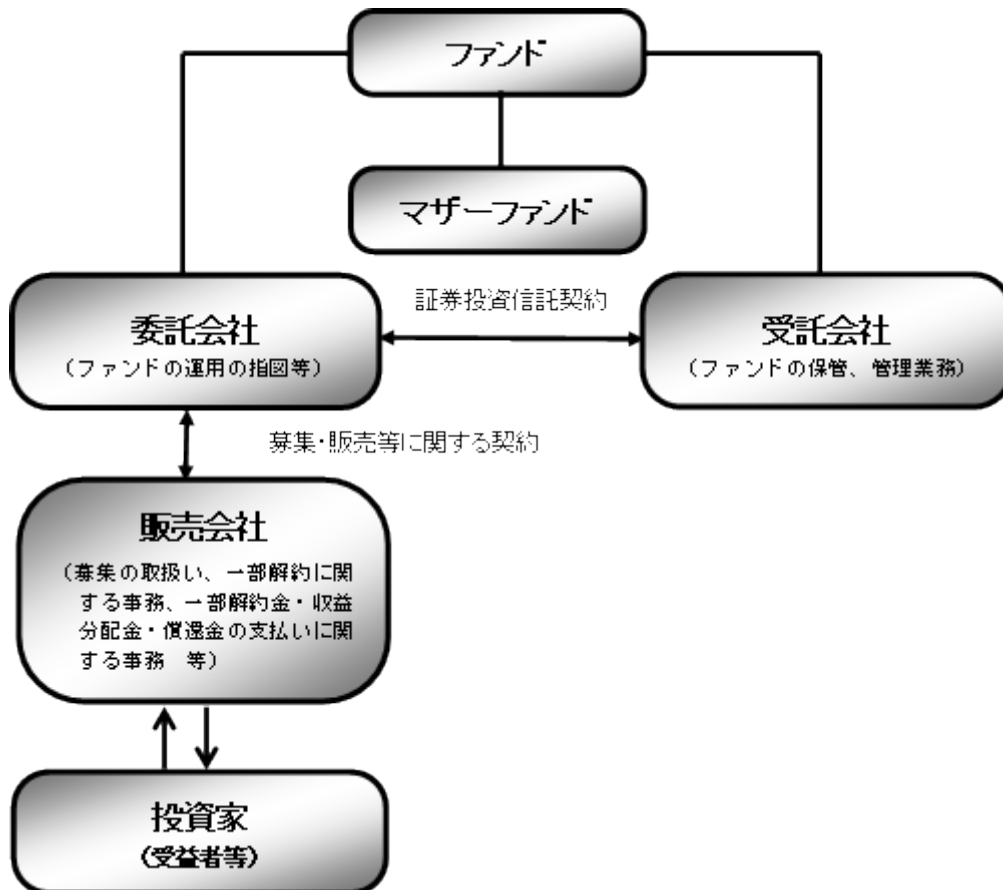 ファンド
マザーファンド
証券投資信託契約
委託会社
(ファンドの運用の指図等)
受託会社
(ファンドの保管、管理業務)
募集・販売等に関する契約
販売会社
(募集の取扱い、一部解約に関
する事務、一部解約金・収益
分配金・償還金の支払いに関
する事務　等)
投資家
(受益者等)